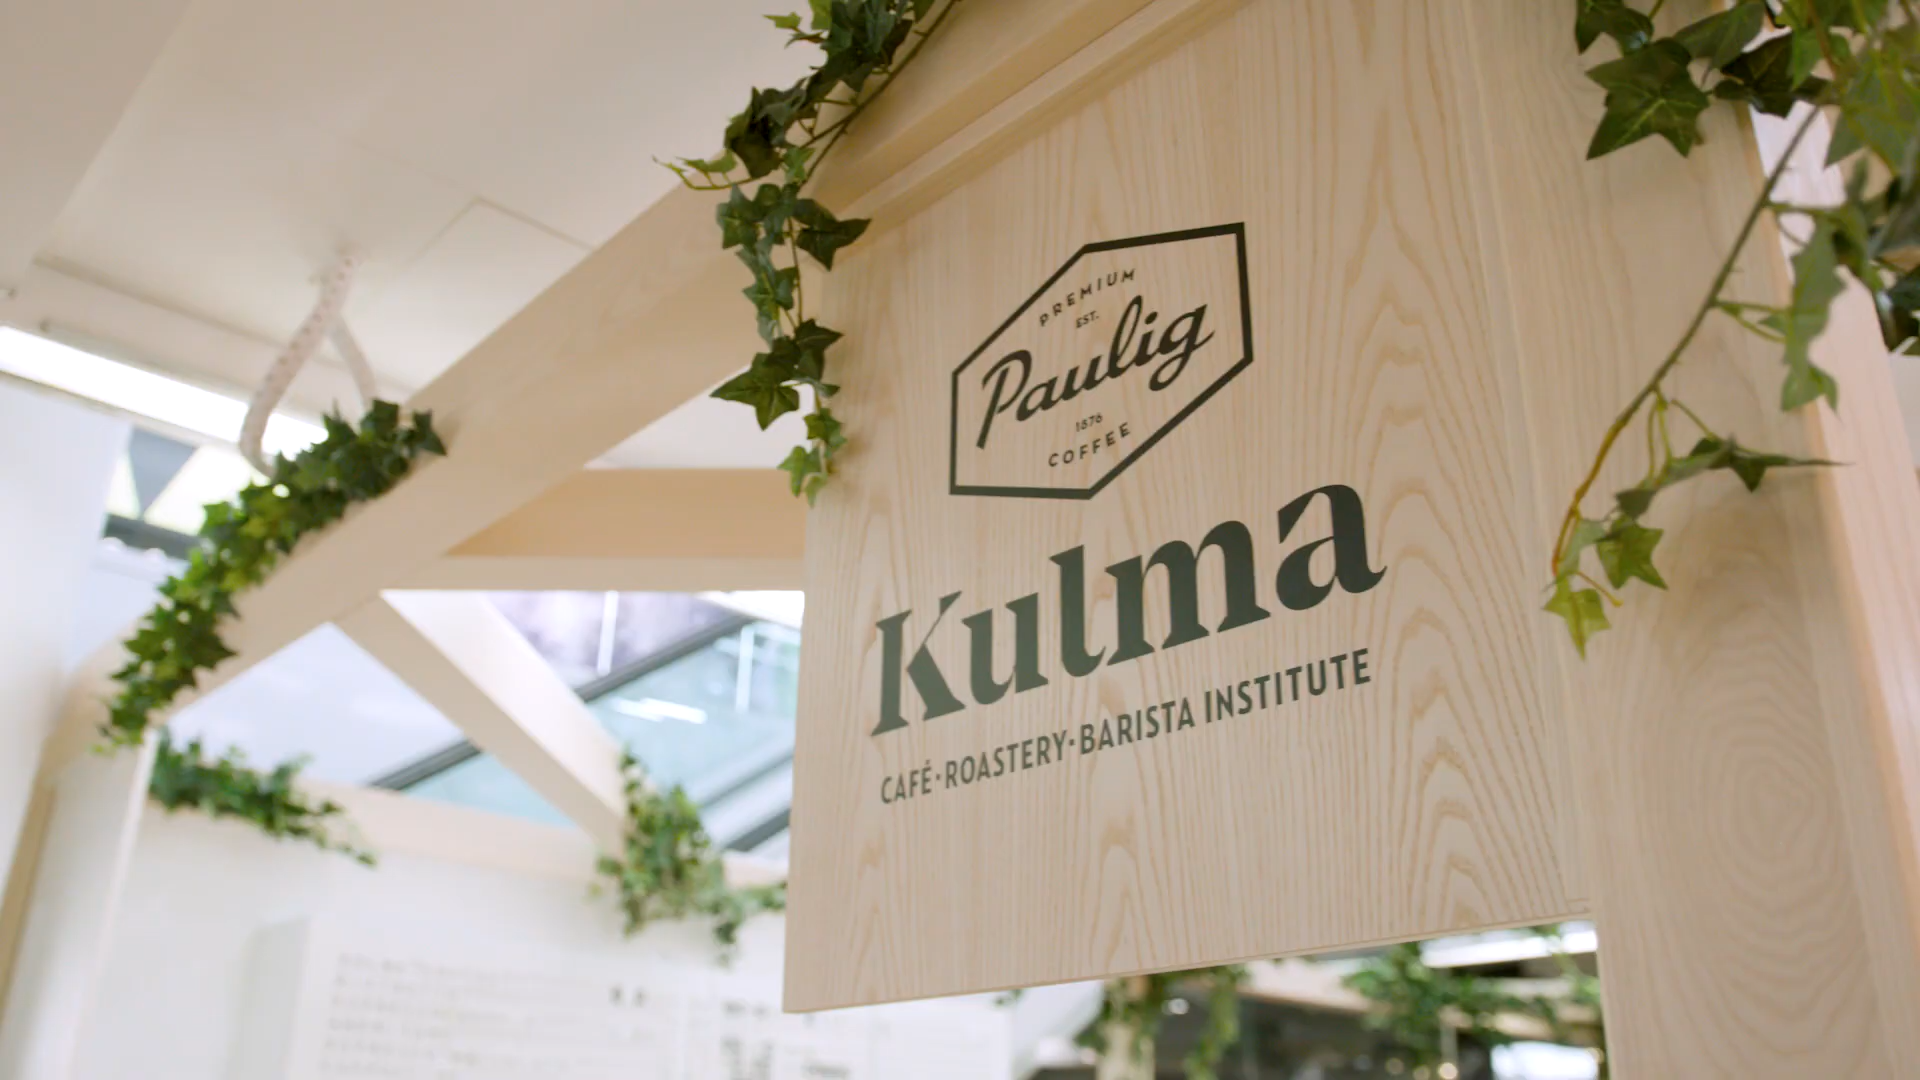 PREMIUM
EST.
Paulig
1876
COFFEE
Kulma
CAFÉ·ROASTERY·BARISTA INSTITUTE